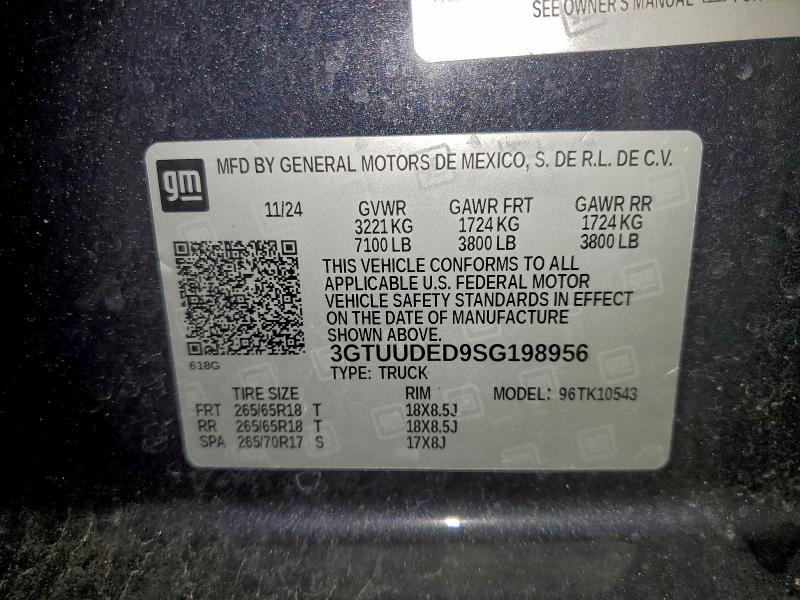 SEE OWNER'S MANUAL
gm
MFD BY GENERAL MOTORS DE MEXICO, S. DE R.L. DE C.V.
11/24 GVWR GAWR FRT GAWR RR
3221 KG 1724 KG 1724 KG
7100 LB 3800 LB 3800 LB
THIS VEHICLE CONFORMS TO ALL
APPLICABLE U.S. FEDERAL MOTOR
VEHICLE SAFETY STANDARDS IN EFFECT
ON THE DATE OF MANUFACTURE
SHOWN ABOVE.
618G
3GTUUDED9SG198956
TYPE: TRUCK
TIRE SIZE RIM MODEL: 96TK10543
FRT 265/65R18 T 18X8.5J
RR 265/65R18 T 18X8.5J
SPA 265/70R17 S 17X8J